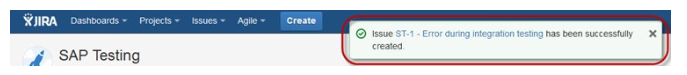 JIRA Dashboards Projects Issues Agile Create
Issue ST-1 - Error during integration testing has been successfully
created.
SAP Testing